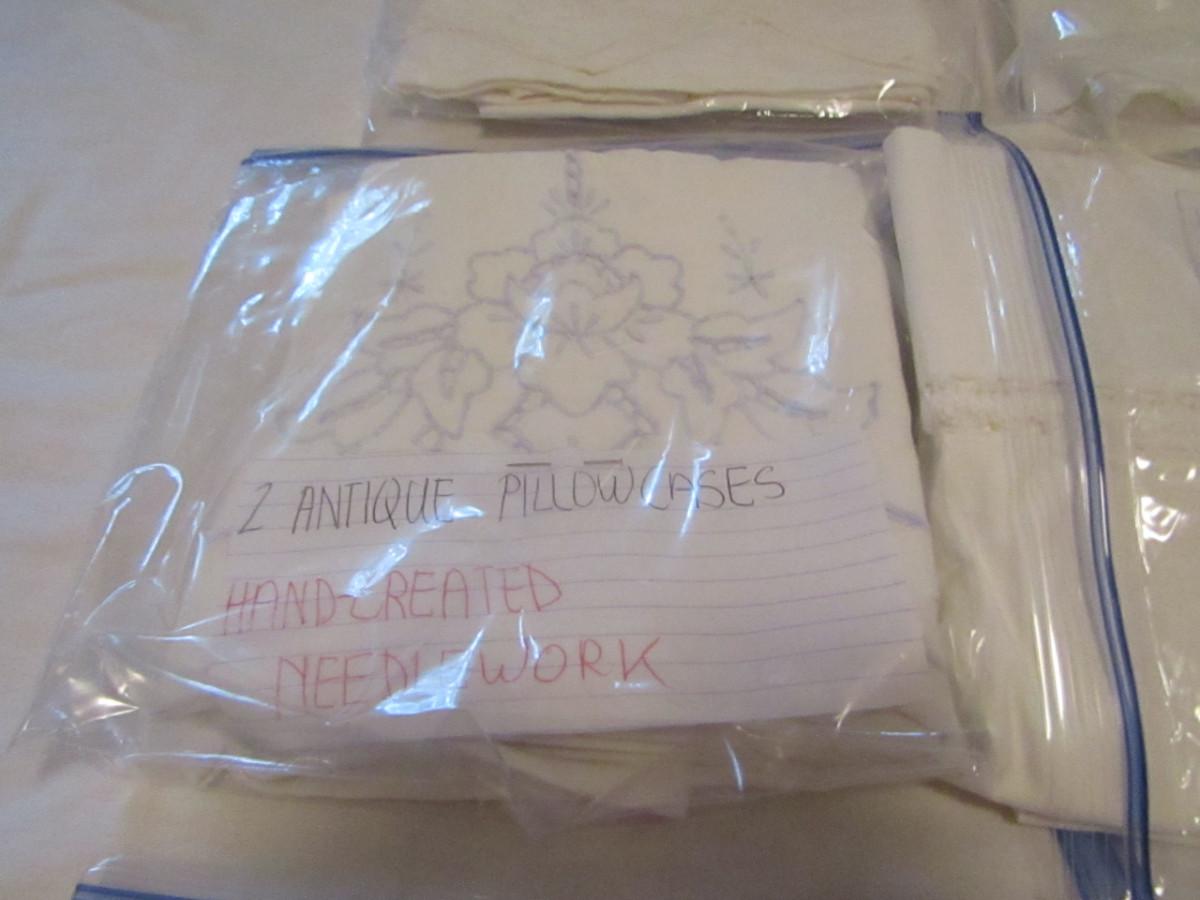 2 ANTIQUE PILLOWCASES
HAND-CREATED
NEEDLEWORK